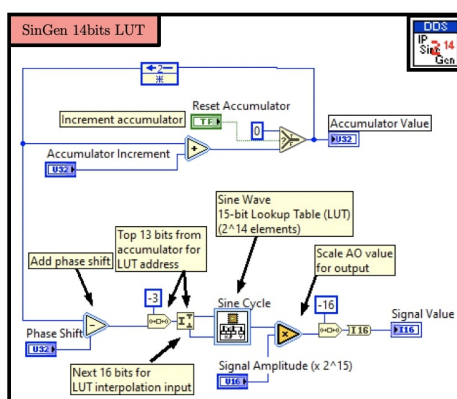 SinGen 14bits LUT
DDS
IP
Sine 14
Gen
2
Reset Accumulator
Increment accumulator
TF
0
Accumulator Value
U32
Accumulator Increment
U32
+
Sine Wave
15-bit Lookup Table (LUT)
(2^14 elements)
Top 13 bits from
accumulator for
LUT address
Scale AO value
for output
Add phase shift
-3
Sine Cycle
-16
Signal Value
I16
I16
Phase Shift
U32
Next 16 bits for
LUT interpolation input
Signal Amplitude (x 2^15)
U16